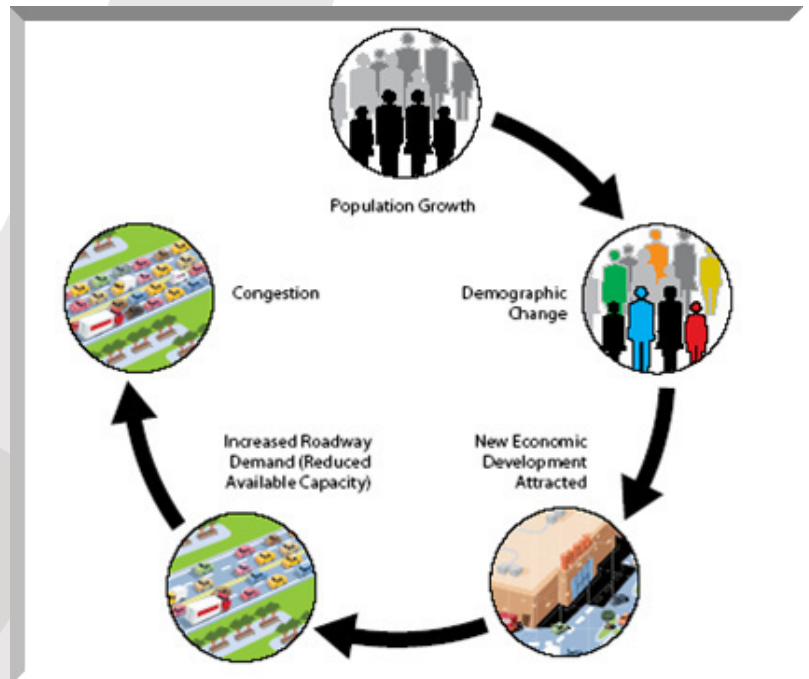 Population Growth
Congestion
Demographic
Change
Increased Roadway
Demand (Reduced
Available Capacity)
New Economic
Development
Attracted